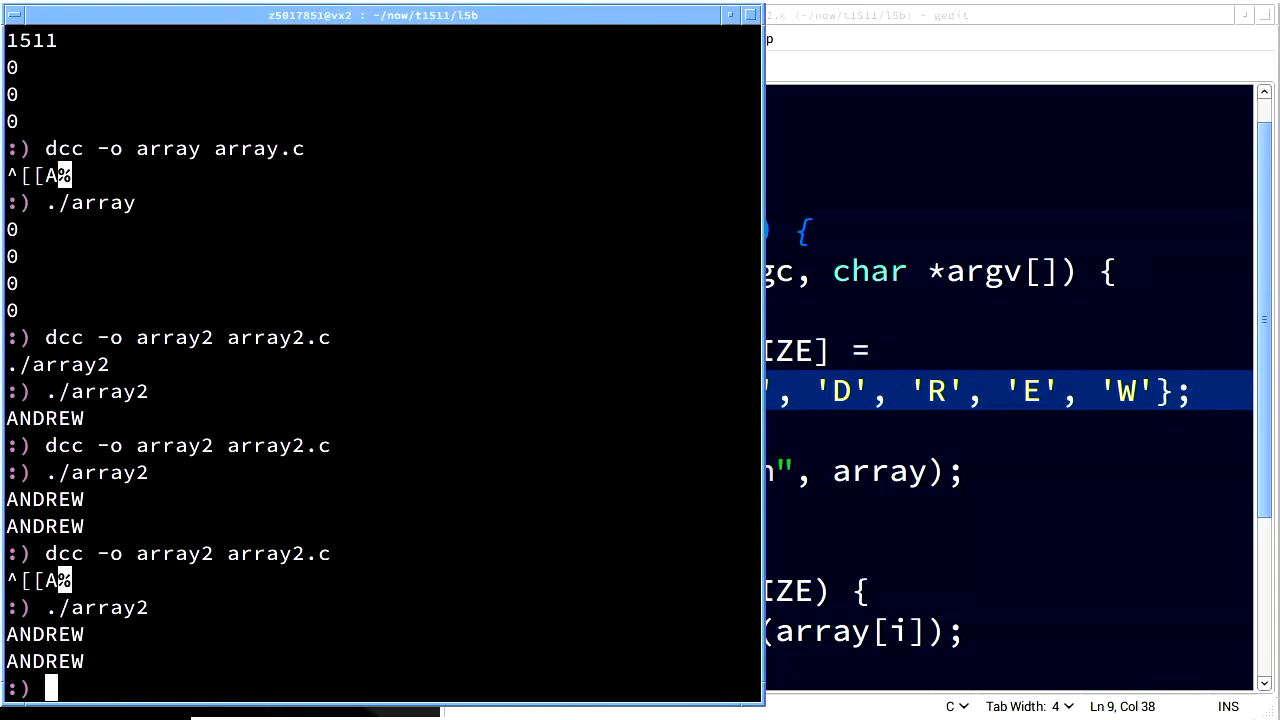 z5017851@vx2 : ~/now/t1511/l5b
2.c (~/now/t1511/l5b) - gedit
p
1511
0
0
0
:) dcc -o array array.c
^[[A%
:) ./array
0
0
0
0
:) dcc -o array2 array2.c
./array2
:) ./array2
ANDREW
:) dcc -o array2 array2.c
:) ./array2
ANDREW
ANDREW
:) dcc -o array2 array2.c
^[[A%
:) ./array2
ANDREW
ANDREW
:)
) {
gc, char *argv[]) {
[IZE] =
', 'D', 'R', 'E', 'W'};
n", array);
IZE) {
(array[i]);
C
Tab Width: 4
Ln 9, Col 38
INS